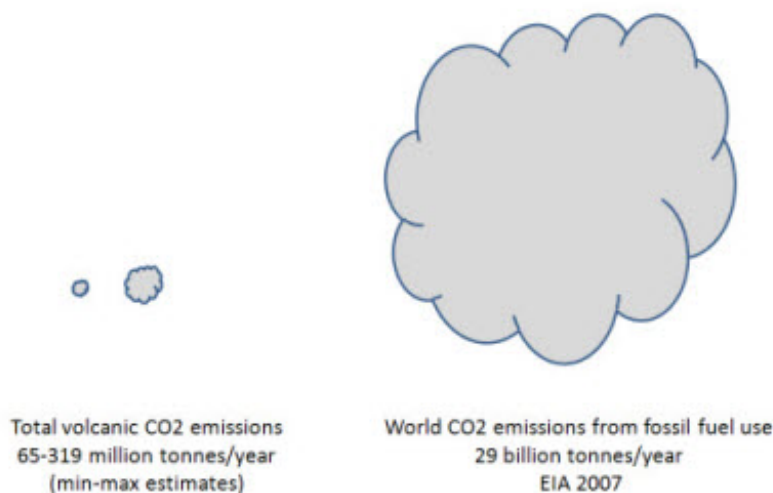 Total volcanic CO2 emissions
65-319 million tonnes/year
(min-max estimates)
World CO2 emissions from fossil fuel use
29 billion tonnes/year
EIA 2007